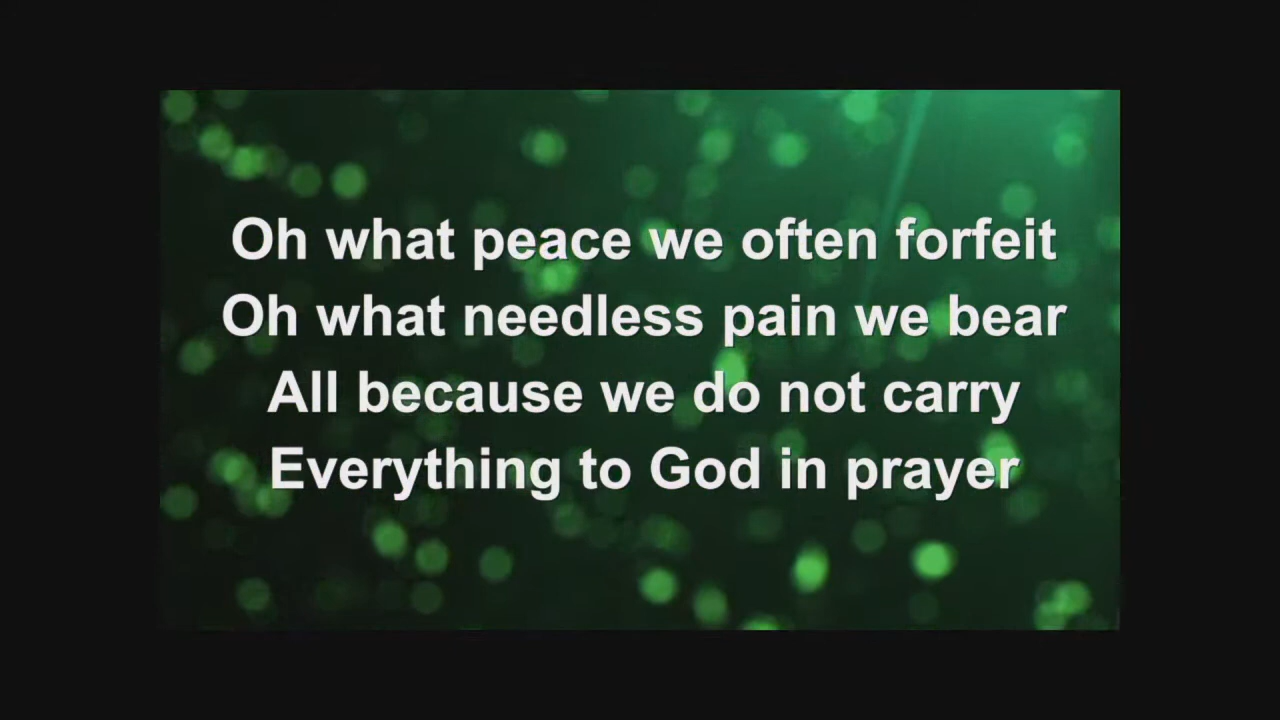 Oh what peace we often forfeit
Oh what needless pain we bear
All because we do not carry
Everything to God in prayer